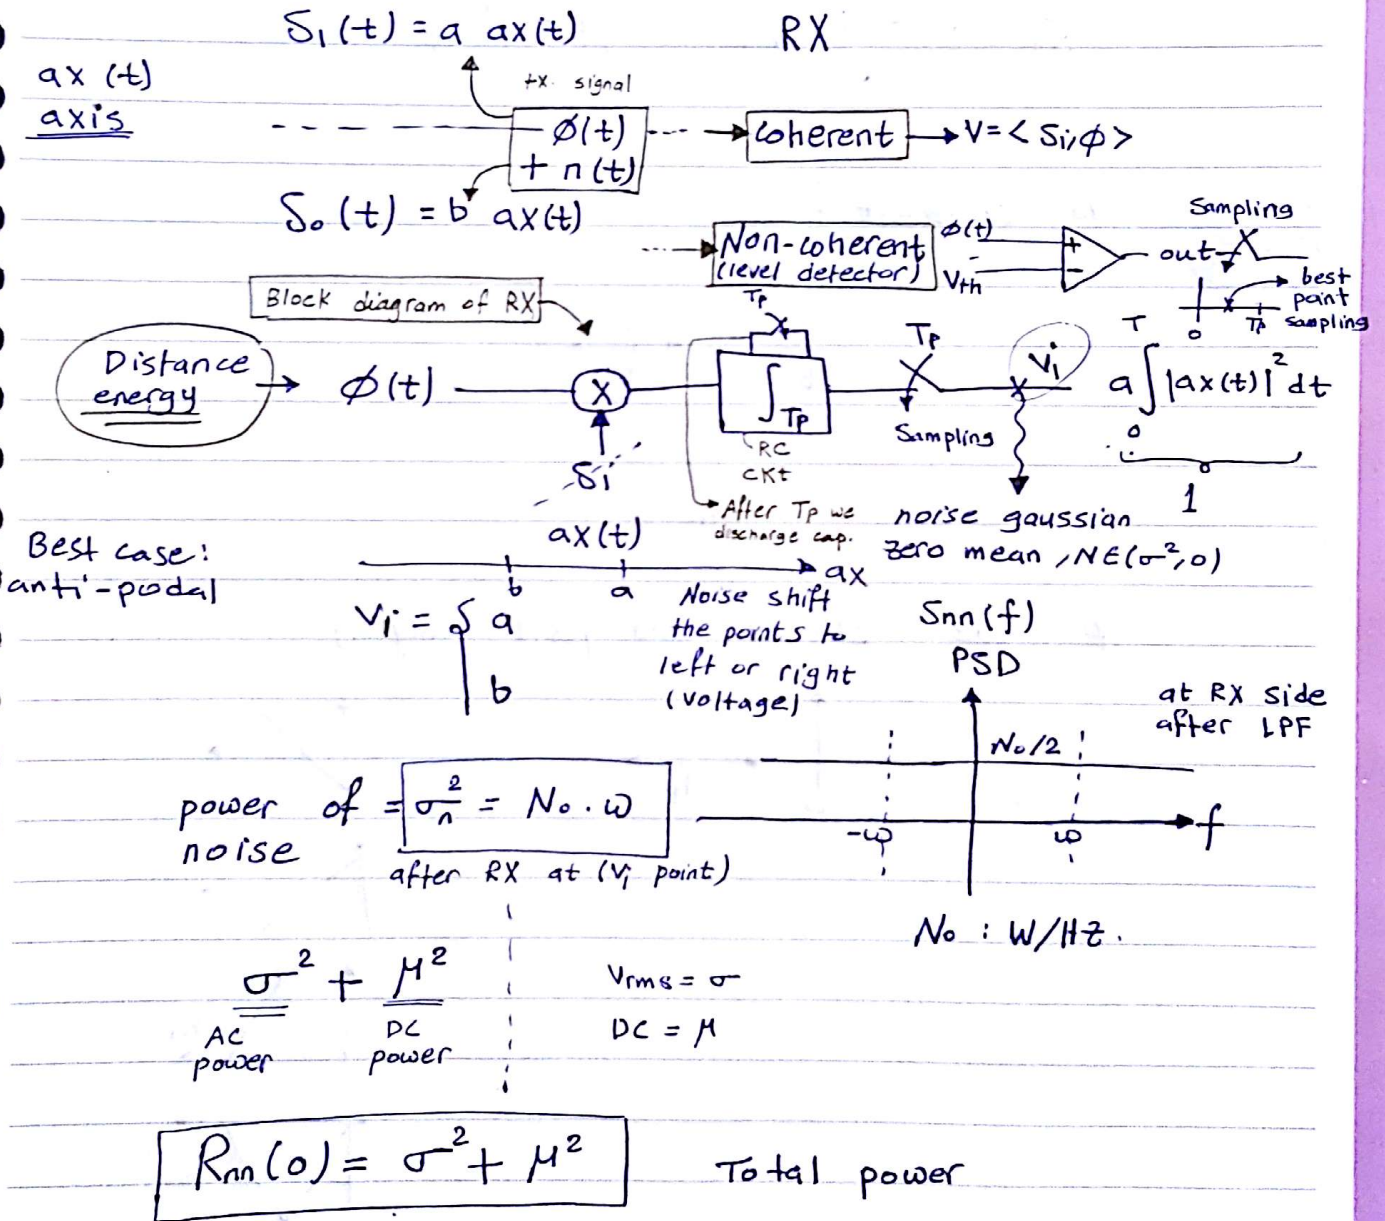 S₁(t) = a ax(t)
RX
ax (t)
axis
tx. signal
φ(t)
+ n(t)
coherent
V = < Si, φ >
S₀(t) = b ax(t)
Non-coherent
(level detector)
φ(t)
Vth
+
-
out
Sampling
best
point
sampling
0
Tp
Block diagram of RX
Distance
energy
φ(t)
X
Si
ax(t)
Tp
∫Tp
RC
CKt
After Tp we
discharge cap.
Tp
Sampling
Vi
a ∫₀ᵀ |ax(t)|² dt
1
noise gaussian
zero mean, NE(σ², 0)
Best case:
anti-podal
b a ax
Vi = { a
b
Noise shift
the points to
left or right
(voltage)
Snn(f)
PSD
at RX side
after LPF
No/2
-ω ω f
No : W/HZ.
power of = σn² = No . ω
noise
after RX at (Vi point)
σ² + μ²
AC DC
power power
Vrms = σ
DC = μ
Rnn(0) = σ² + μ²
Total power